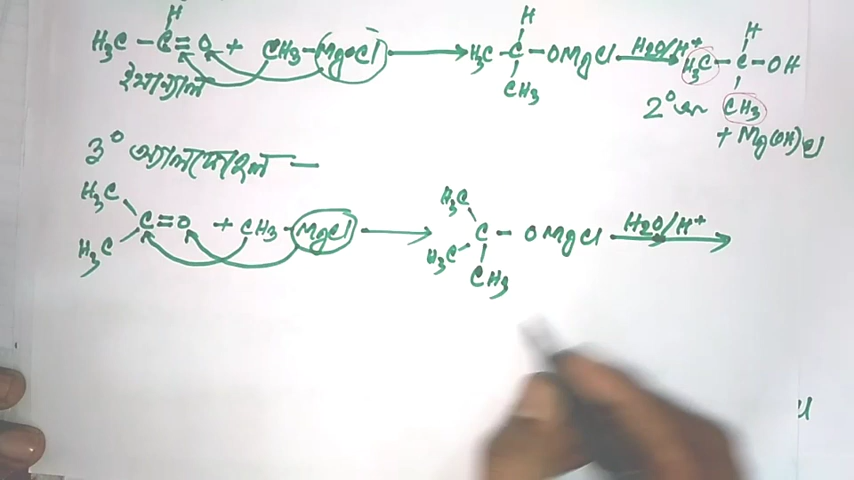 H
H₃C – C = O + CH₃ – MgCl → H₃C – C – OMgCl H₂O/H⁺ → H₃C – C – OH
H
H
ইথান্যাল
CH₃
CH₃
2°
+ Mg(OH)Cl
3° অ্যালকোহল —
H₃C
H₃C
C = O + CH₃ – MgCl → C – OMgCl H₂O/H⁺ →
H₃C
H₃C
CH₃